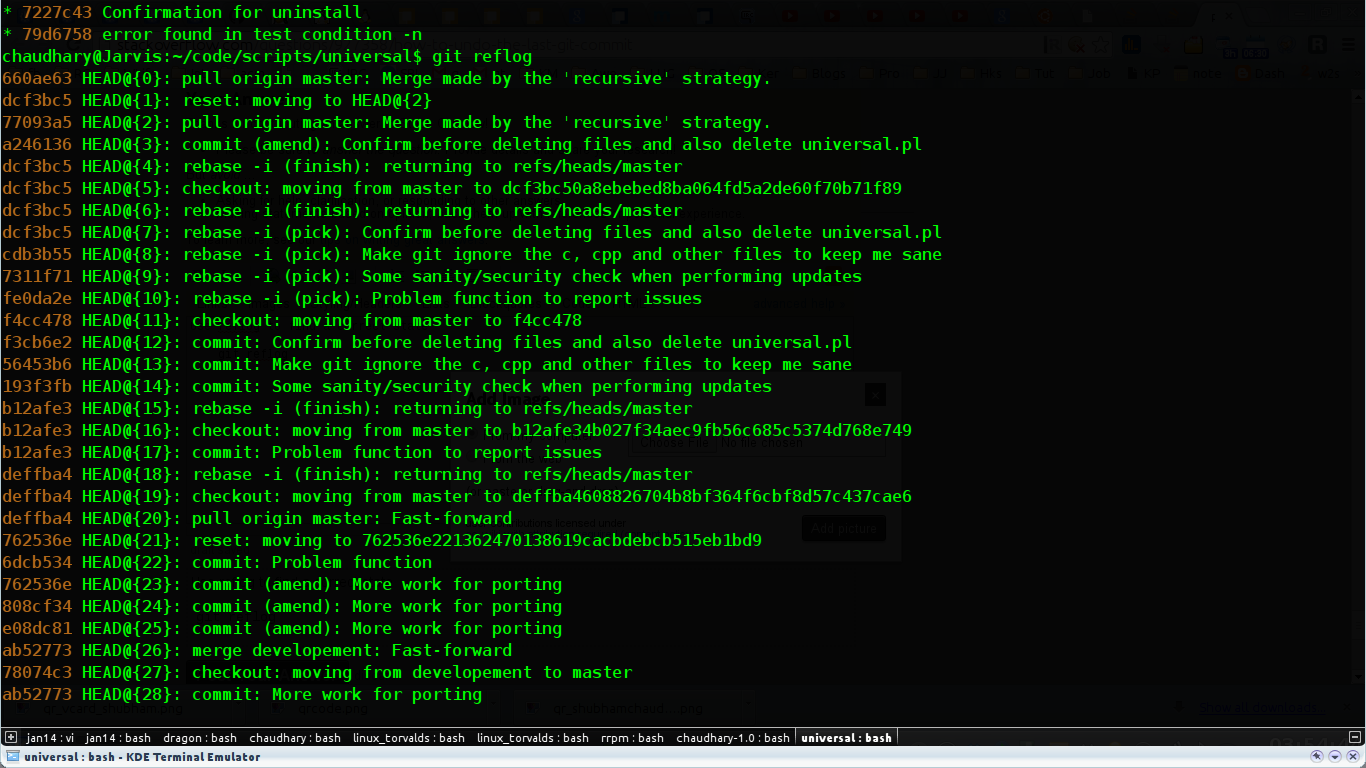 * 7227c43 Confirmation for uninstall
* 79d6758 error found in test condition -n
chaudhary@Jarvis:~/code/scripts/universal$ git reflog
660ae63 HEAD@{0}: pull origin master: Merge made by the 'recursive' strategy.
dcf3bc5 HEAD@{1}: reset: moving to HEAD@{2}
77093a5 HEAD@{2}: pull origin master: Merge made by the 'recursive' strategy.
a246136 HEAD@{3}: commit (amend): Confirm before deleting files and also delete universal.pl
dcf3bc5 HEAD@{4}: rebase -i (finish): returning to refs/heads/master
dcf3bc5 HEAD@{5}: checkout: moving from master to dcf3bc50a8ebebed8ba064fd5a2de60f70b71f89
dcf3bc5 HEAD@{6}: rebase -i (finish): returning to refs/heads/master
dcf3bc5 HEAD@{7}: rebase -i (pick): Confirm before deleting files and also delete universal.pl
cdb3b55 HEAD@{8}: rebase -i (pick): Make git ignore the c, cpp and other files to keep me sane
7311f71 HEAD@{9}: rebase -i (pick): Some sanity/security check when performing updates
fe0da2e HEAD@{10}: rebase -i (pick): Problem function to report issues
f4cc478 HEAD@{11}: checkout: moving from master to f4cc478
f3cb6e2 HEAD@{12}: commit: Confirm before deleting files and also delete universal.pl
56453b6 HEAD@{13}: commit: Make git ignore the c, cpp and other files to keep me sane
193f3fb HEAD@{14}: commit: Some sanity/security check when performing updates
b12afe3 HEAD@{15}: rebase -i (finish): returning to refs/heads/master
b12afe3 HEAD@{16}: checkout: moving from master to b12afe34b027f34aec9fb56c685c5374d768e749
b12afe3 HEAD@{17}: commit: Problem function to report issues
deffba4 HEAD@{18}: rebase -i (finish): returning to refs/heads/master
deffba4 HEAD@{19}: checkout: moving from master to deffba4608826704b8bf364f6cbf8d57c437cae6
deffba4 HEAD@{20}: pull origin master: Fast-forward
762536e HEAD@{21}: reset: moving to 762536e221362470138619cacbdebcb515eb1bd9
6dcb534 HEAD@{22}: commit: Problem function
762536e HEAD@{23}: commit (amend): More work for porting
808cf34 HEAD@{24}: commit (amend): More work for porting
e08dc81 HEAD@{25}: commit (amend): More work for porting
ab52773 HEAD@{26}: merge developement: Fast-forward
78074c3 HEAD@{27}: checkout: moving from developement to master
ab52773 HEAD@{28}: commit: More work for porting
Add picture
Show all downloads...
jan14 : vi jan14 : bash dragon : bash chaudhary : bash linux_torvalds : bash linux_torvalds : bash rrpm : bash chaudhary-1.0 : bash universal : bash
universal : bash - KDE Terminal Emulator